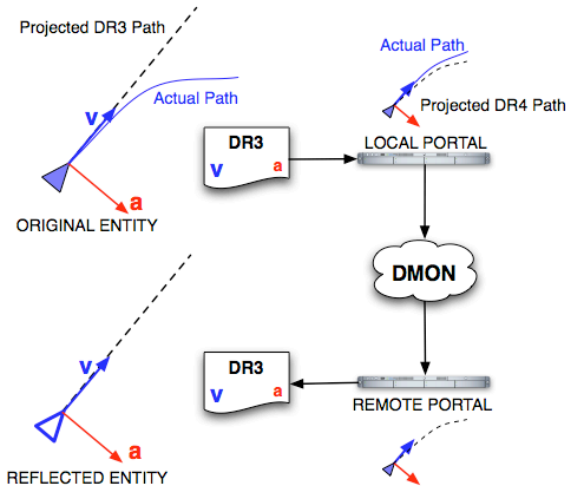 Projected DR3 Path
Actual Path
v
a
ORIGINAL ENTITY
DR3
v a
Actual Path
Projected DR4 Path
LOCAL PORTAL
DMON
v
a
REFLECTED ENTITY
DR3
v a
REMOTE PORTAL